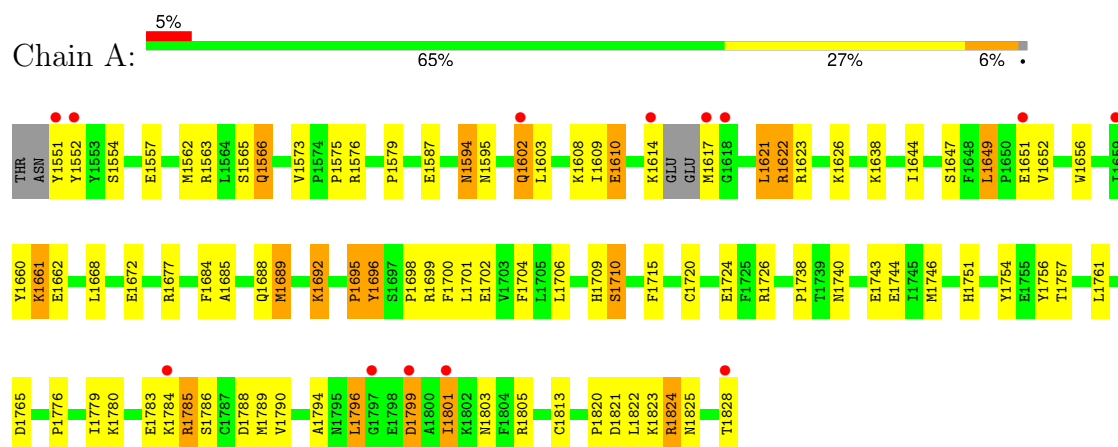 5%
Chain A:
65% 27% 6% •
THR ASN Y1551 Y1552 Y1553 S1554 E1557 M1562 R1563 L1564 S1565 Q1566 V1573 P1574 P1575 R1576 P1579 E1587 N1594 N1595 Q1602 L1603 K1608 I1609 E1610 K1614 GLU GLU M1617 G1618 L1621 R1622 R1623 K1626 K1638 I1644 S1647 F1648 L1649 P1650 E1651 V1652 W1656 I1659
Y1660 K1661 E1662 L1668 E1672 R1677 F1684 A1685 Q1688 M1689 K1692 P1695 Y1696 S1697 P1698 R1699 F1700 L1701 E1702 V1703 F1704 L1705 L1706 H1709 S1710 F1715 C1720 E1724 F1725 R1726 P1738 T1739 N1740 E1743 E1744 I1745 M1746 H1751 Y1754 E1755 Y1756 T1757 L1761
D1765 P1776 I1779 K1780 E1783 K1784 R1785 S1786 C1787 D1788 M1789 V1790 A1794 N1795 L1796 G1797 E1798 D1799 A1800 I1801 K1802 N1803 F1804 R1805 C1813 P1820 D1821 L1822 K1823 R1824 N1825 T1828